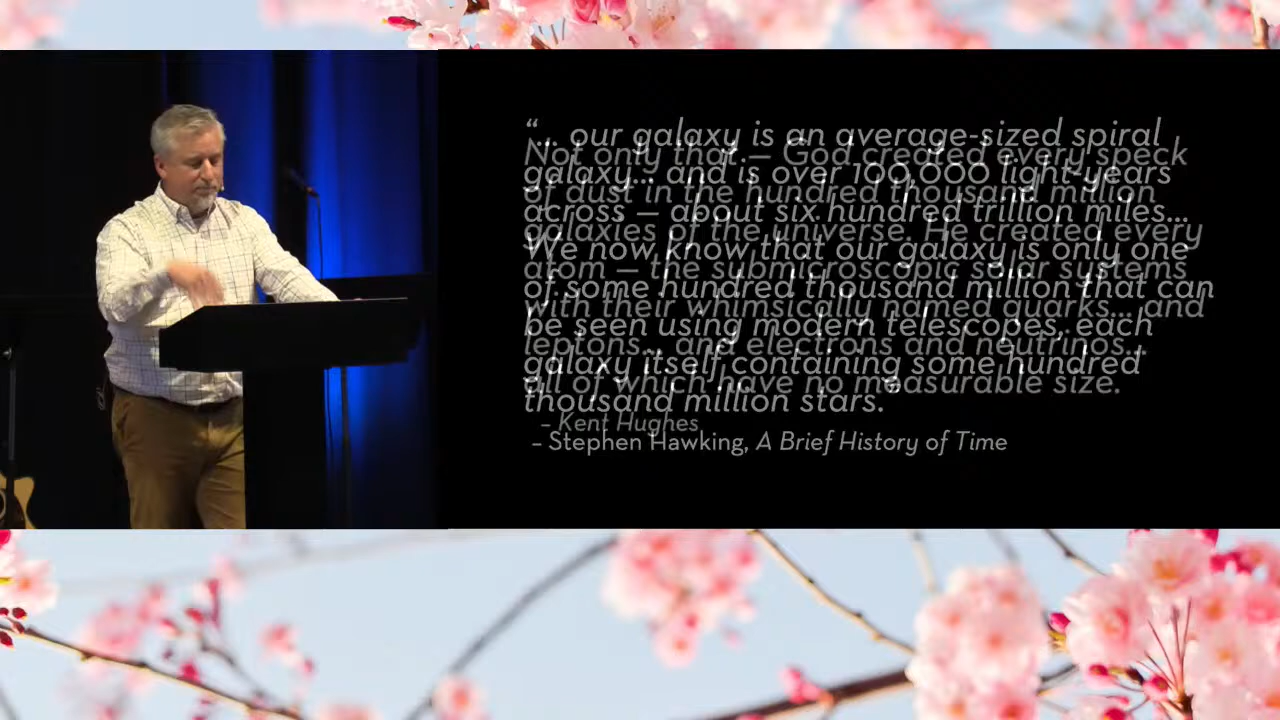 “... our galaxy is an average-sized spiral
galaxy... and is over 100,000 light-years
across – about six hundred trillion miles...
We now know that our galaxy is only one
of some hundred thousand million that can
be seen using modern telescopes, each
galaxy itself containing some hundred
thousand million stars.”
– Stephen Hawking, A Brief History of Time
Not only that – God created every speck
of dust in the hundred thousand million
galaxies of the universe. He created every
atom – the submicroscopic solar systems
with their whimsically named quarks... and
leptons... and electrons and neutrinos...
all of which have no measurable size.
– Kent Hughes